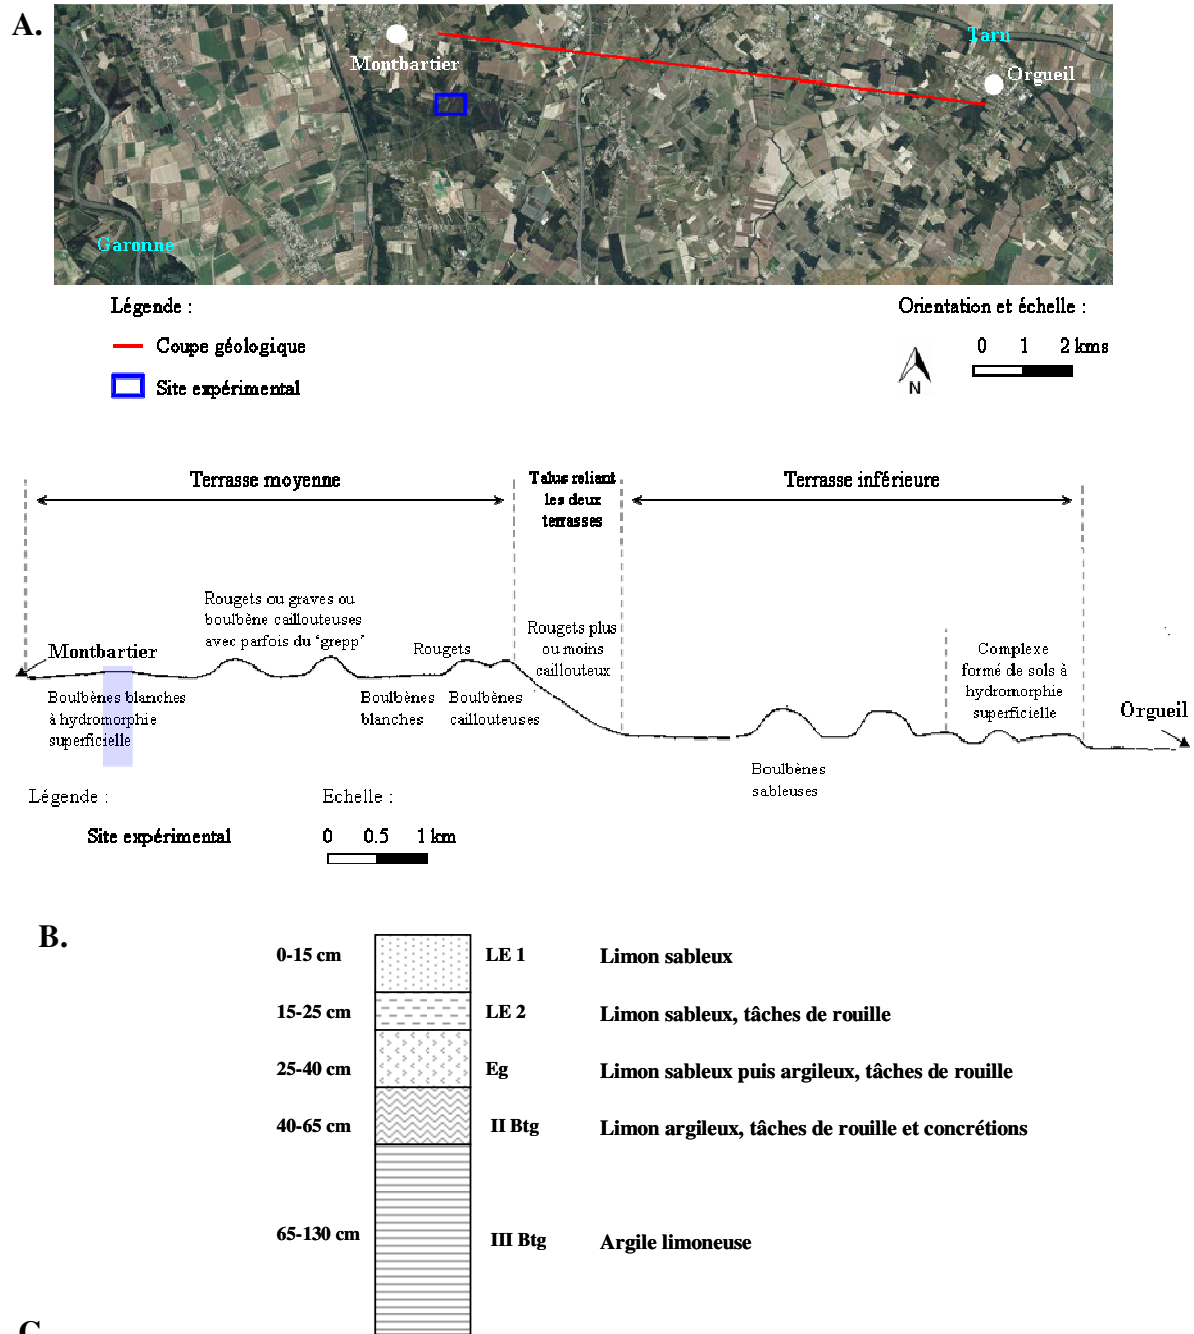 A.
Montbartier
Tarn
Orgueil
Garonne
Légende :
Coupe géologique
Site expérimental
Orientation et échelle :
0 1 2 kms
N
Terrasse moyenne
Talus reliant
les deux
terrasses
Terrasse inférieure
Rougets ou graves ou
boulbène caillouteuses
avec parfois du 'grepp'
Rougets
Rougets plus
ou moins
caillouteux
Complexe
formé de sols à
hydromorphie
superficielle
Montbartier
Orgueil
Boulbènes blanches
à hydromorphie
superficielle
Boulbènes
blanches
Boulbènes
caillouteuses
Boulbènes
sableuses
Légende :
Site expérimental
Echelle :
0 0.5 1 km
B.
0-15 cm LE 1 Limon sableux
15-25 cm LE 2 Limon sableux, tâches de rouille
25-40 cm Eg Limon sableux puis argileux, tâches de rouille
40-65 cm II Btg Limon argileux, tâches de rouille et concrétions
65-130 cm III Btg Argile limoneuse
C